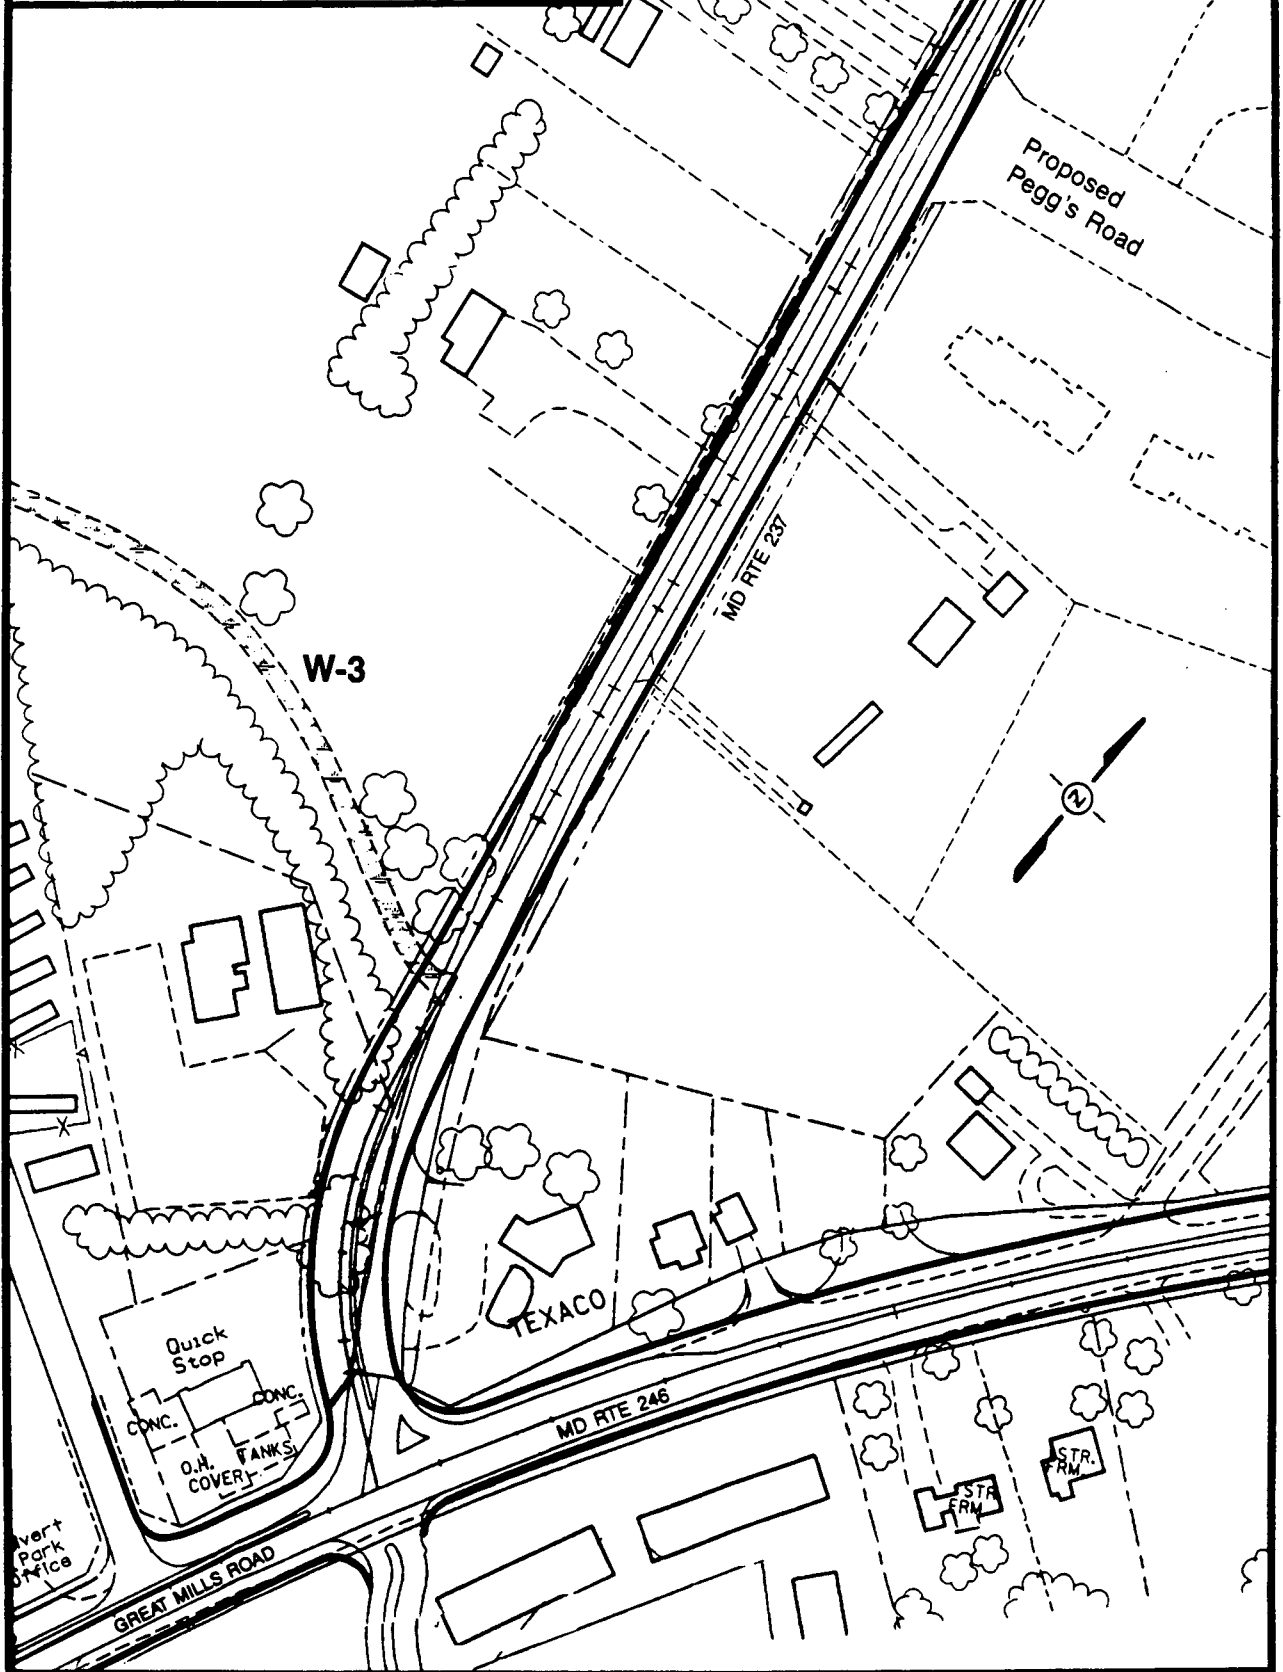 Proposed
Pegg's Road
MD RTE 237
W-3
TEXACO
Quick
Stop
CONC.
CONC.
O.H.
COVER
TANKS
MD RTE 246
STR.
FRM.
STR
FRM
vert
Park
Office
GREAT MILLS ROAD